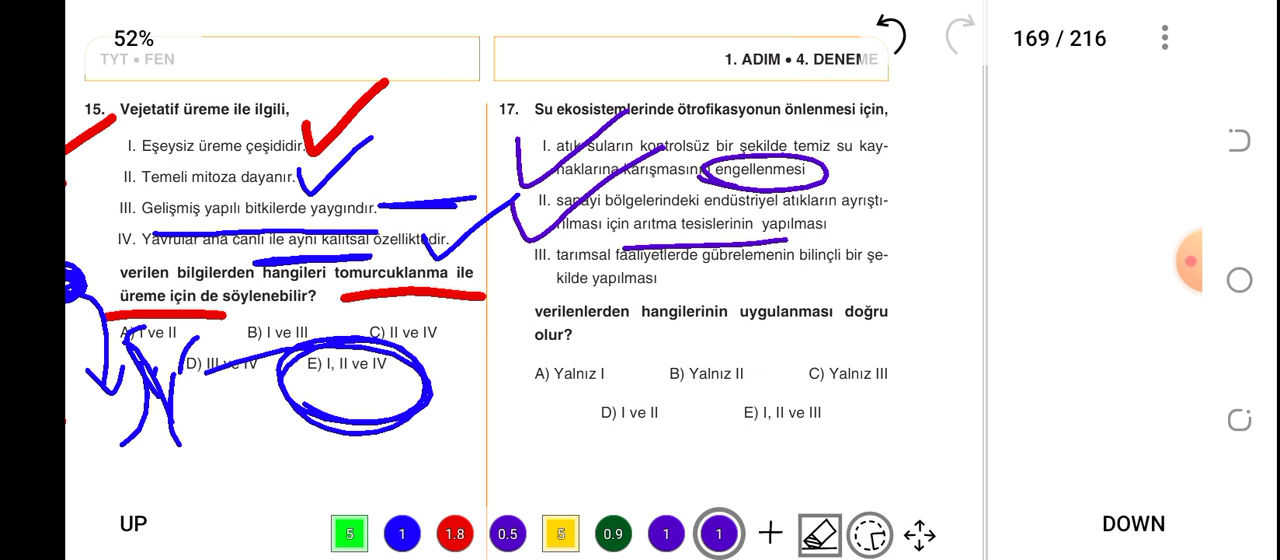 52%
169 / 216
TYT • FEN
1. ADIM • 4. DENEME
15. Vejetatif üreme ile ilgili,
I. Eşeysiz üreme çeşididir.
II. Temeli mitoza dayanır.
III. Gelişmiş yapılı bitkilerde yaygındır.
IV. Yavrular ana canlı ile aynı kalıtsal özelliktedir.
verilen bilgilerden hangileri tomurcuklanma ile
üreme için de söylenebilir?
A) I ve II B) I ve III C) II ve IV
D) III ve IV E) I, II ve IV
17. Su ekosistemlerinde ötrofikasyonun önlenmesi için,
I. atık suların kontrolsüz bir şekilde temiz su kay-
naklarına karışmasının engellenmesi
II. sanayi bölgelerindeki endüstriyel atıkların ayrıştı-
rılması için arıtma tesislerinin yapılması
III. tarımsal faaliyetlerde gübrelemenin bilinçli bir şe-
kilde yapılması
verilenlerden hangilerinin uygulanması doğru
olur?
A) Yalnız I B) Yalnız II C) Yalnız III
D) I ve II E) I, II ve III
UP
5 1 1.8 0.5 5 0.9 1 1
DOWN